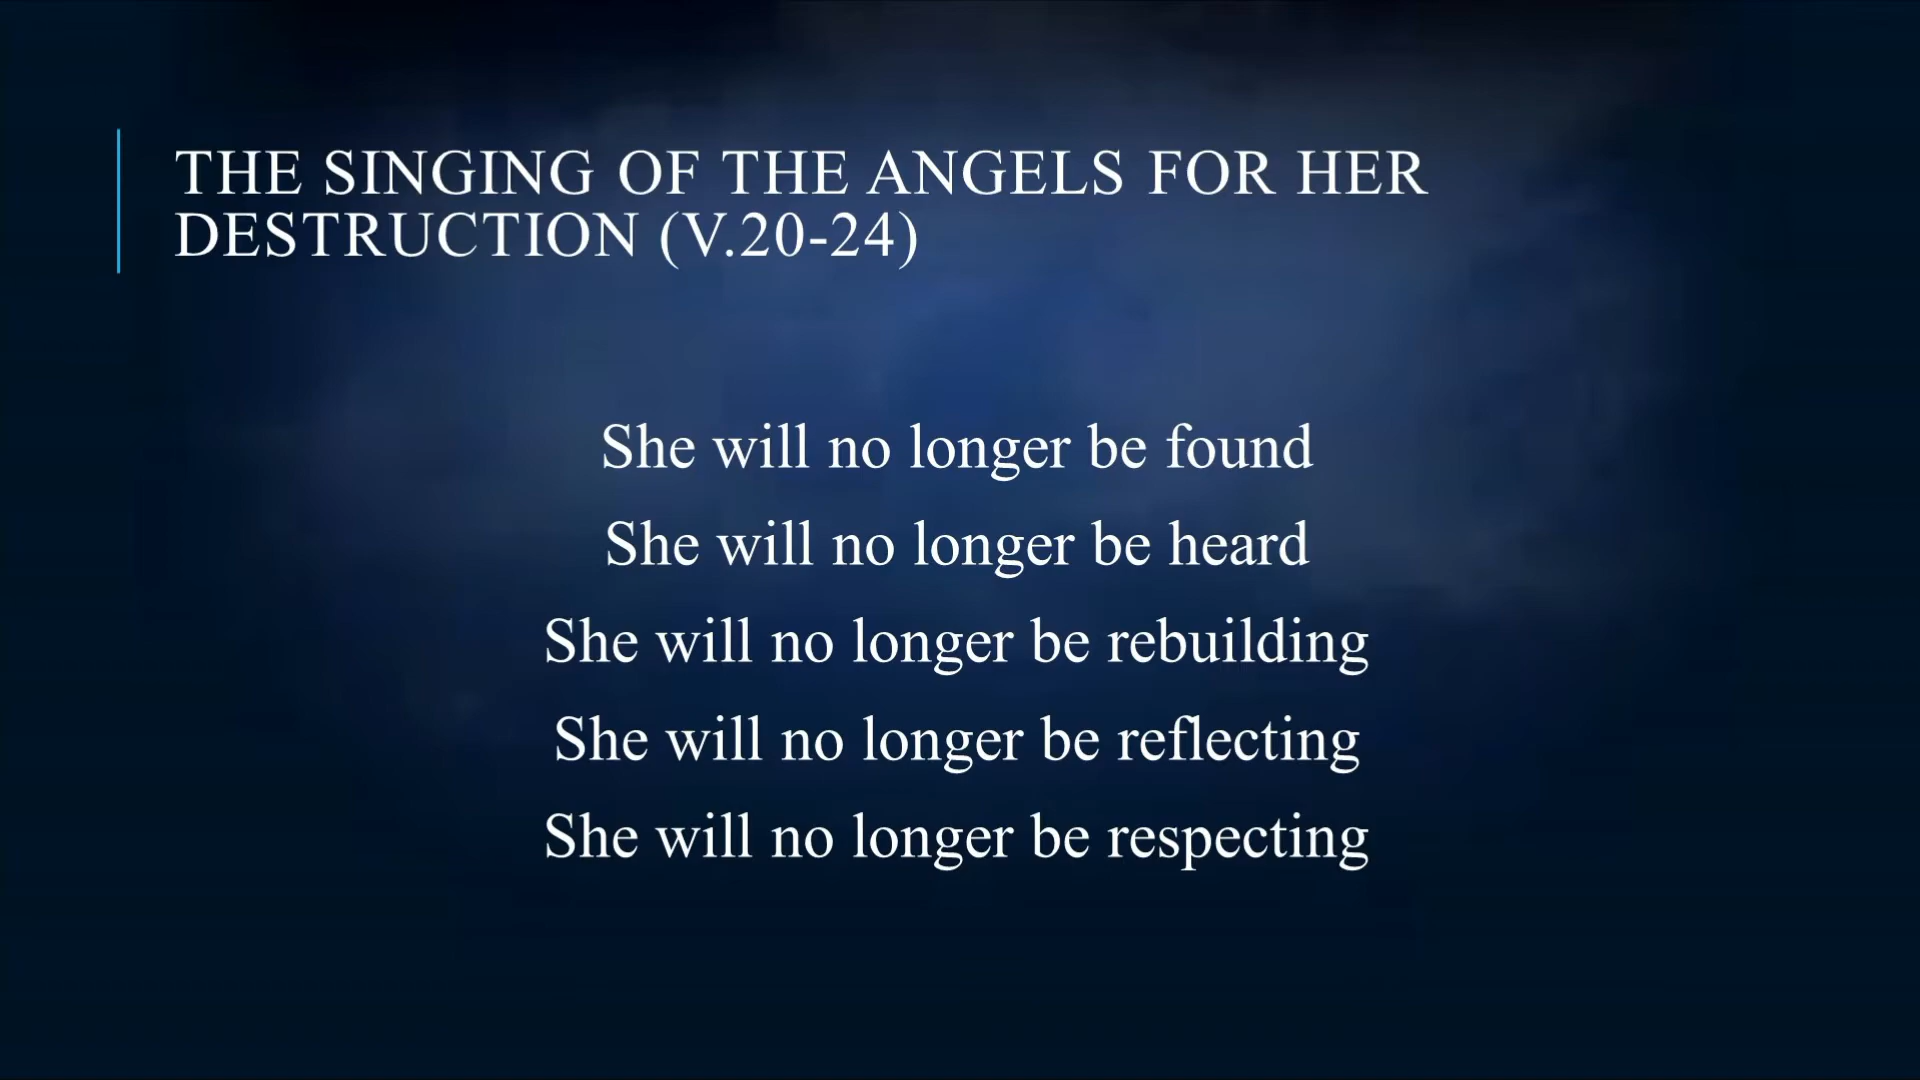 THE SINGING OF THE ANGELS FOR HER
DESTRUCTION (V.20-24)
She will no longer be found
She will no longer be heard
She will no longer be rebuilding
She will no longer be reflecting
She will no longer be respecting